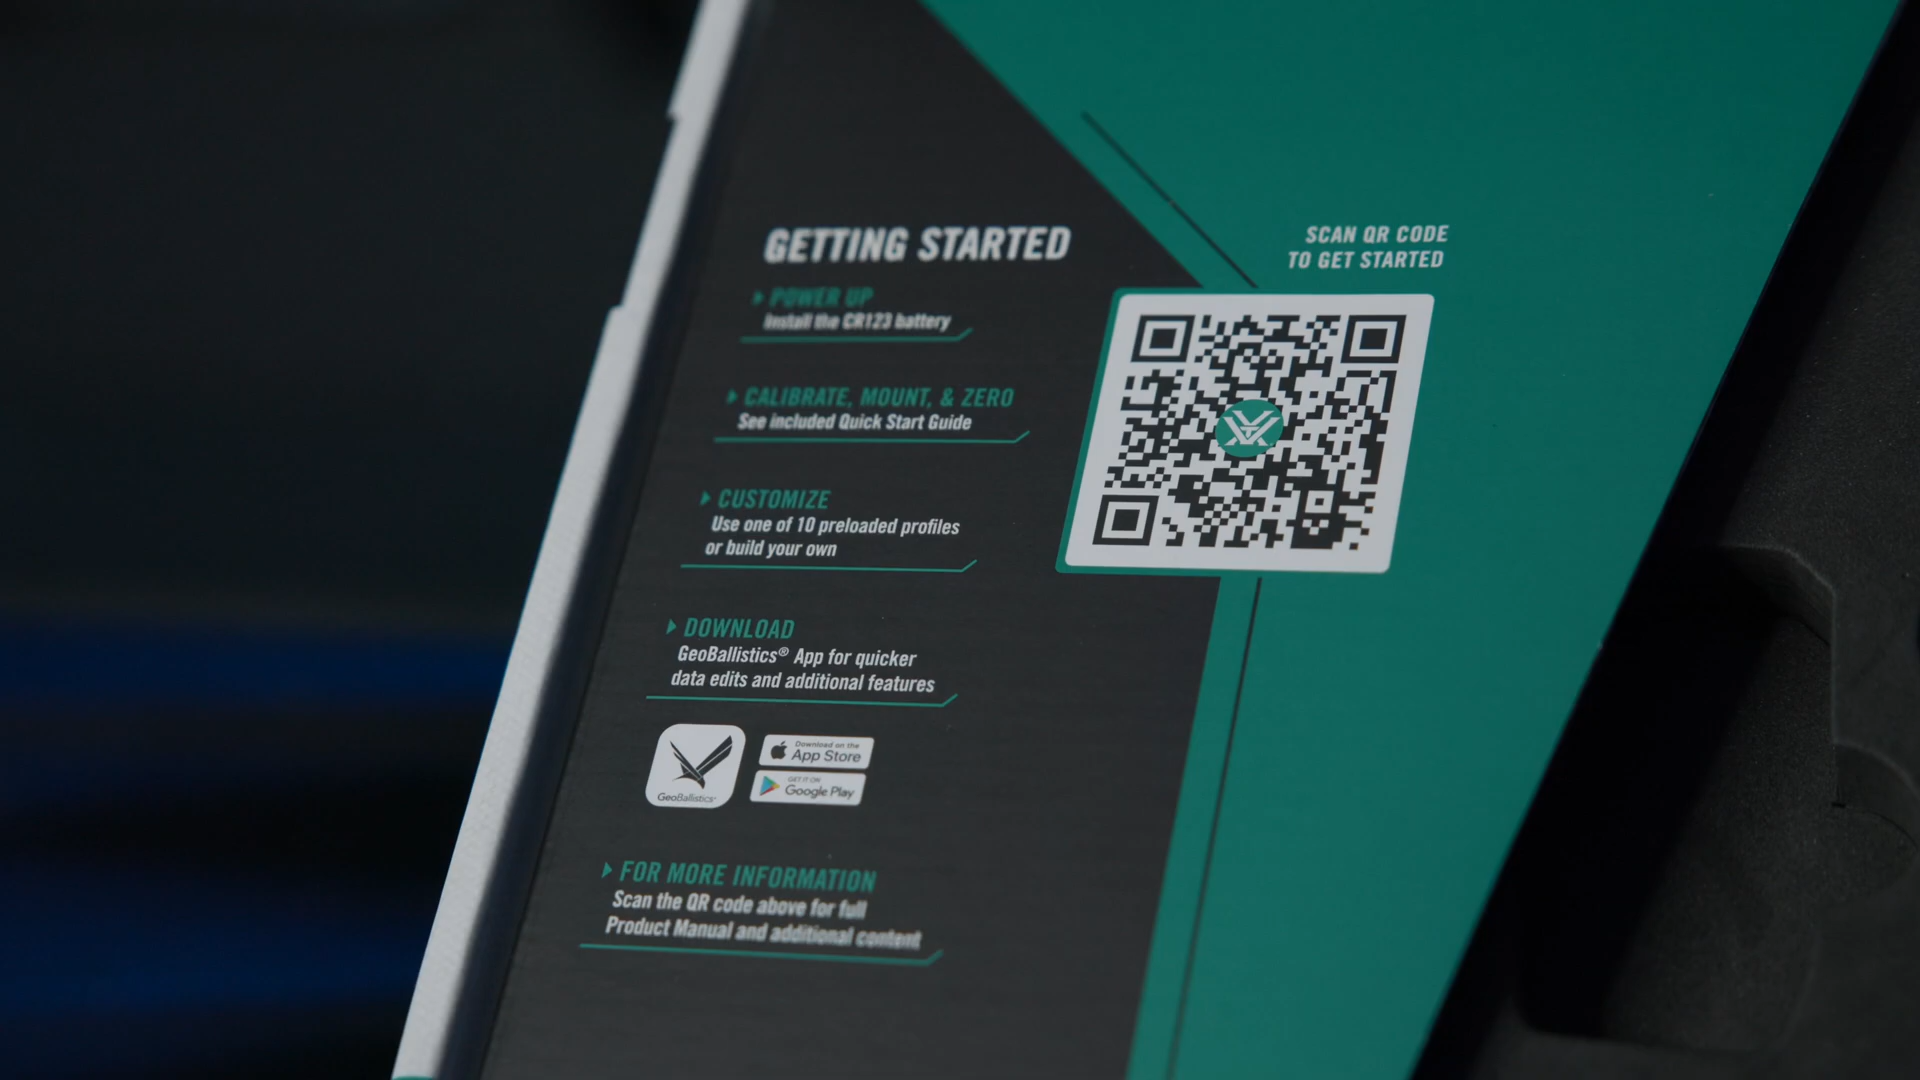 GETTING STARTED
POWER UP
Install the CR123 battery
CALIBRATE, MOUNT, & ZERO
See included Quick Start Guide
CUSTOMIZE
Use one of 10 preloaded profiles
or build your own
DOWNLOAD
GeoBallistics® App for quicker
data edits and additional features
GeoBallistics
Download on the
App Store
GET IT ON
Google Play
FOR MORE INFORMATION
Scan the QR code above for full
Product Manual and additional content
SCAN QR CODE
TO GET STARTED